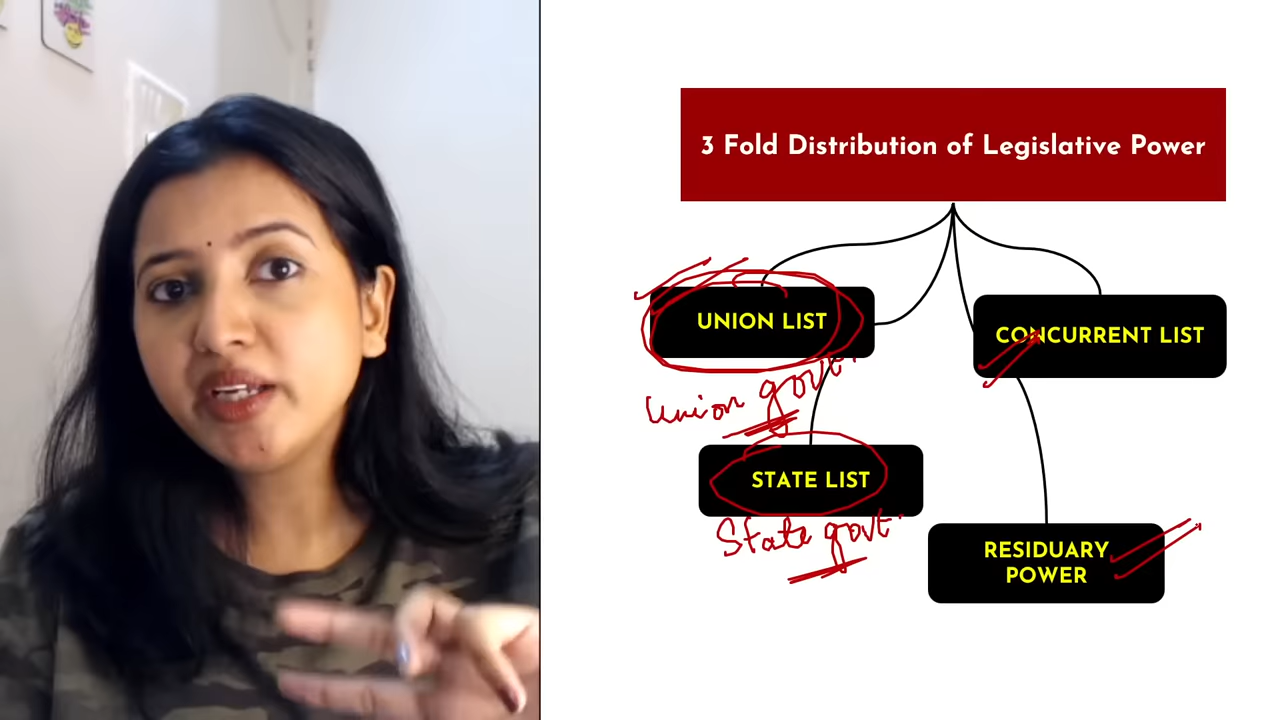 3 Fold Distribution of Legislative Power
UNION LIST
CONCURRENT LIST
Union govt.
STATE LIST
State govt.
RESIDUARY
POWER